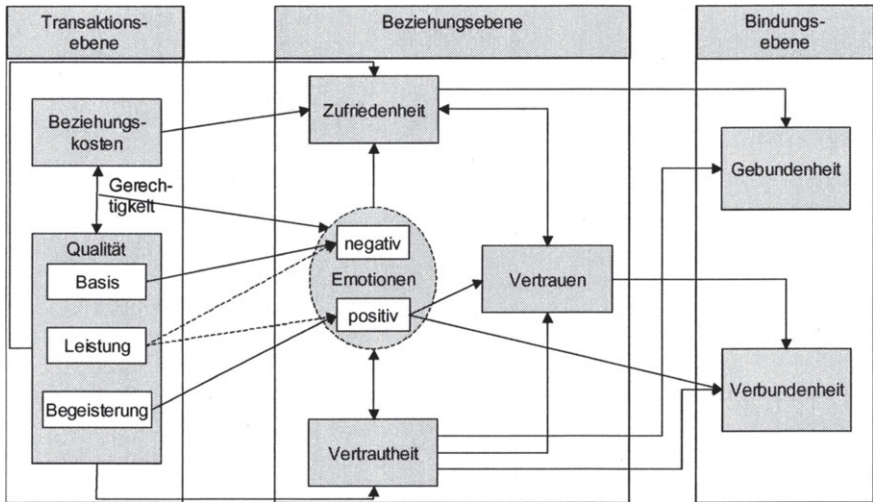 Transaktions-
ebene
Beziehungsebene
Bindungs-
ebene
Beziehungs-
kosten
Zufriedenheit
Gebundenheit
Gerech-
tigkeit
Qualität
Basis
Leistung
Begeisterung
negativ
Emotionen
positiv
Vertrauen
Vertrautheit
Verbundenheit